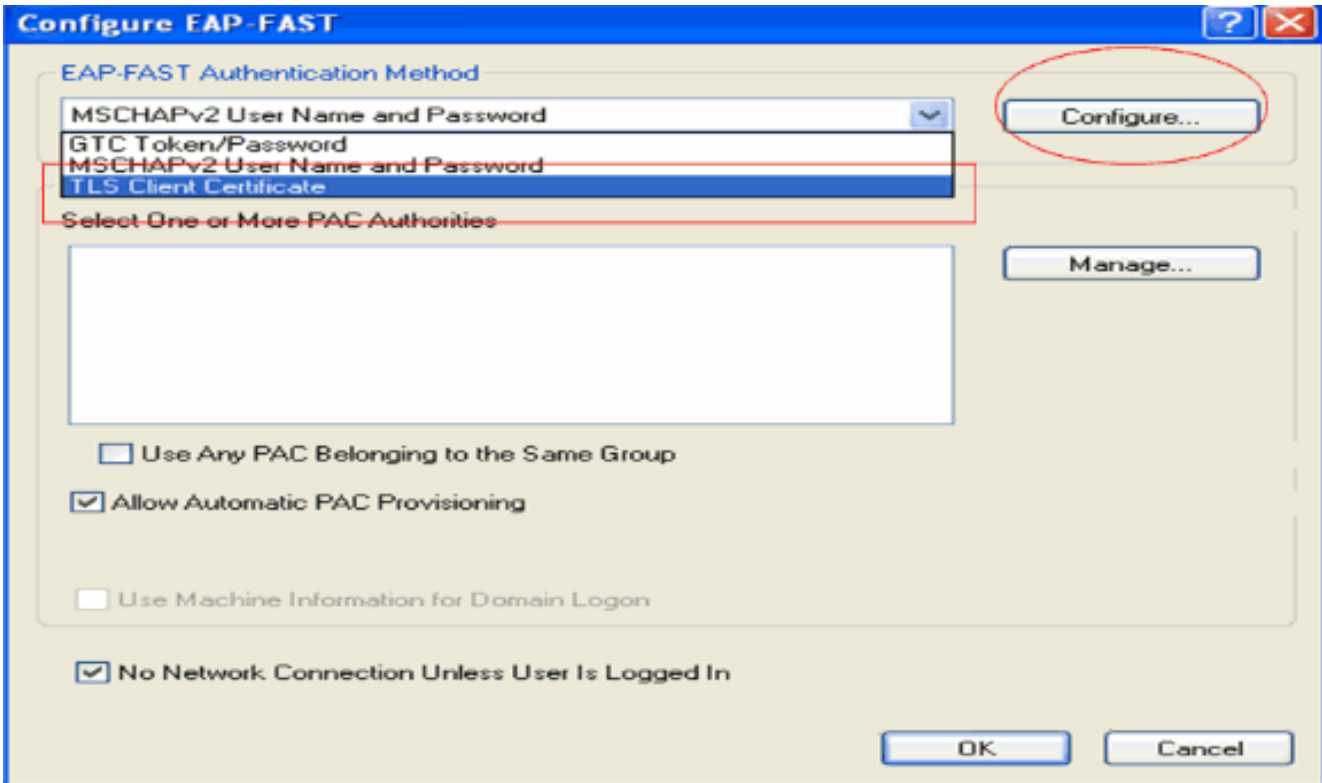 Configure EAP-FAST
EAP-FAST Authentication Method
MSCHAPv2 User Name and Password
Configure...
GTC Token/Password
MSCHAPv2 User Name and Password
TLS Client Certificate
Select One or More PAC Authorities
Manage...
Use Any PAC Belonging to the Same Group
Allow Automatic PAC Provisioning
Use Machine Information for Domain Logon
No Network Connection Unless User Is Logged In
OK
Cancel